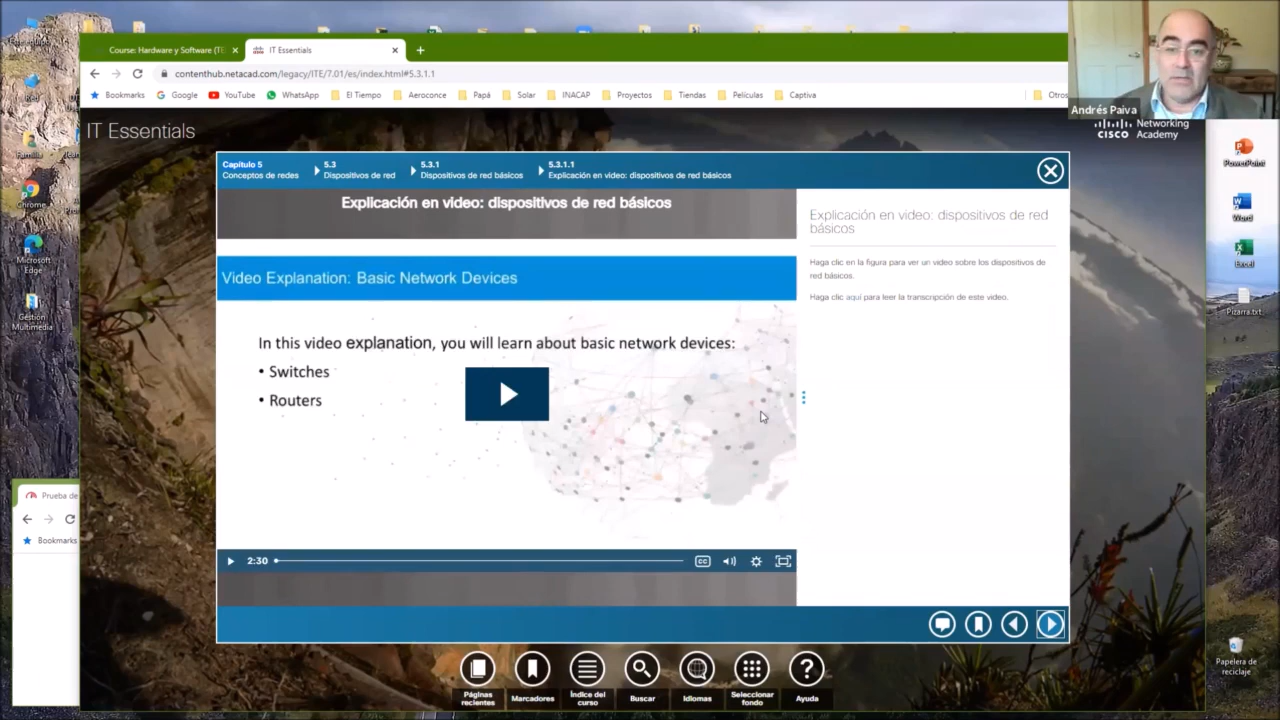 Course: Hardware y Software (TE
IT Essentials
contenthub.netacad.com/legacy/ITE/7.01/es/index.html#5.3.1.1
Bookmarks
Google
YouTube
WhatsApp
El Tiempo
Aeroconce
Papá
Solar
INACAP
Proyectos
Tiendas
Películas
Captiva
Otros
Andrés Paiva
IT Essentials
CISCO
Networking
Academy
Capítulo 5
Conceptos de redes
5.3
Dispositivos de red
5.3.1
Dispositivos de red básicos
5.3.1.1
Explicación en video: dispositivos de red básicos
Explicación en video: dispositivos de red básicos
Video Explanation: Basic Network Devices
In this video explanation, you will learn about basic network devices:
• Switches
• Routers
2:30
CC
Explicación en video: dispositivos de red
básicos
Haga clic en la figura para ver un video sobre los dispositivos de
red básicos.
Haga clic aquí para leer la transcripción de este video.
Páginas
recientes
Marcadores
Índice del
curso
Buscar
Idiomas
Seleccionar
fondo
Ayuda
Red
Familia
Chrome
Microsoft
Edge
Gestión
Multimedia
Prueba de
Bookmarks
PowerPoint
Word
Excel
Pizarra.txt
Papelera de
reciclaje